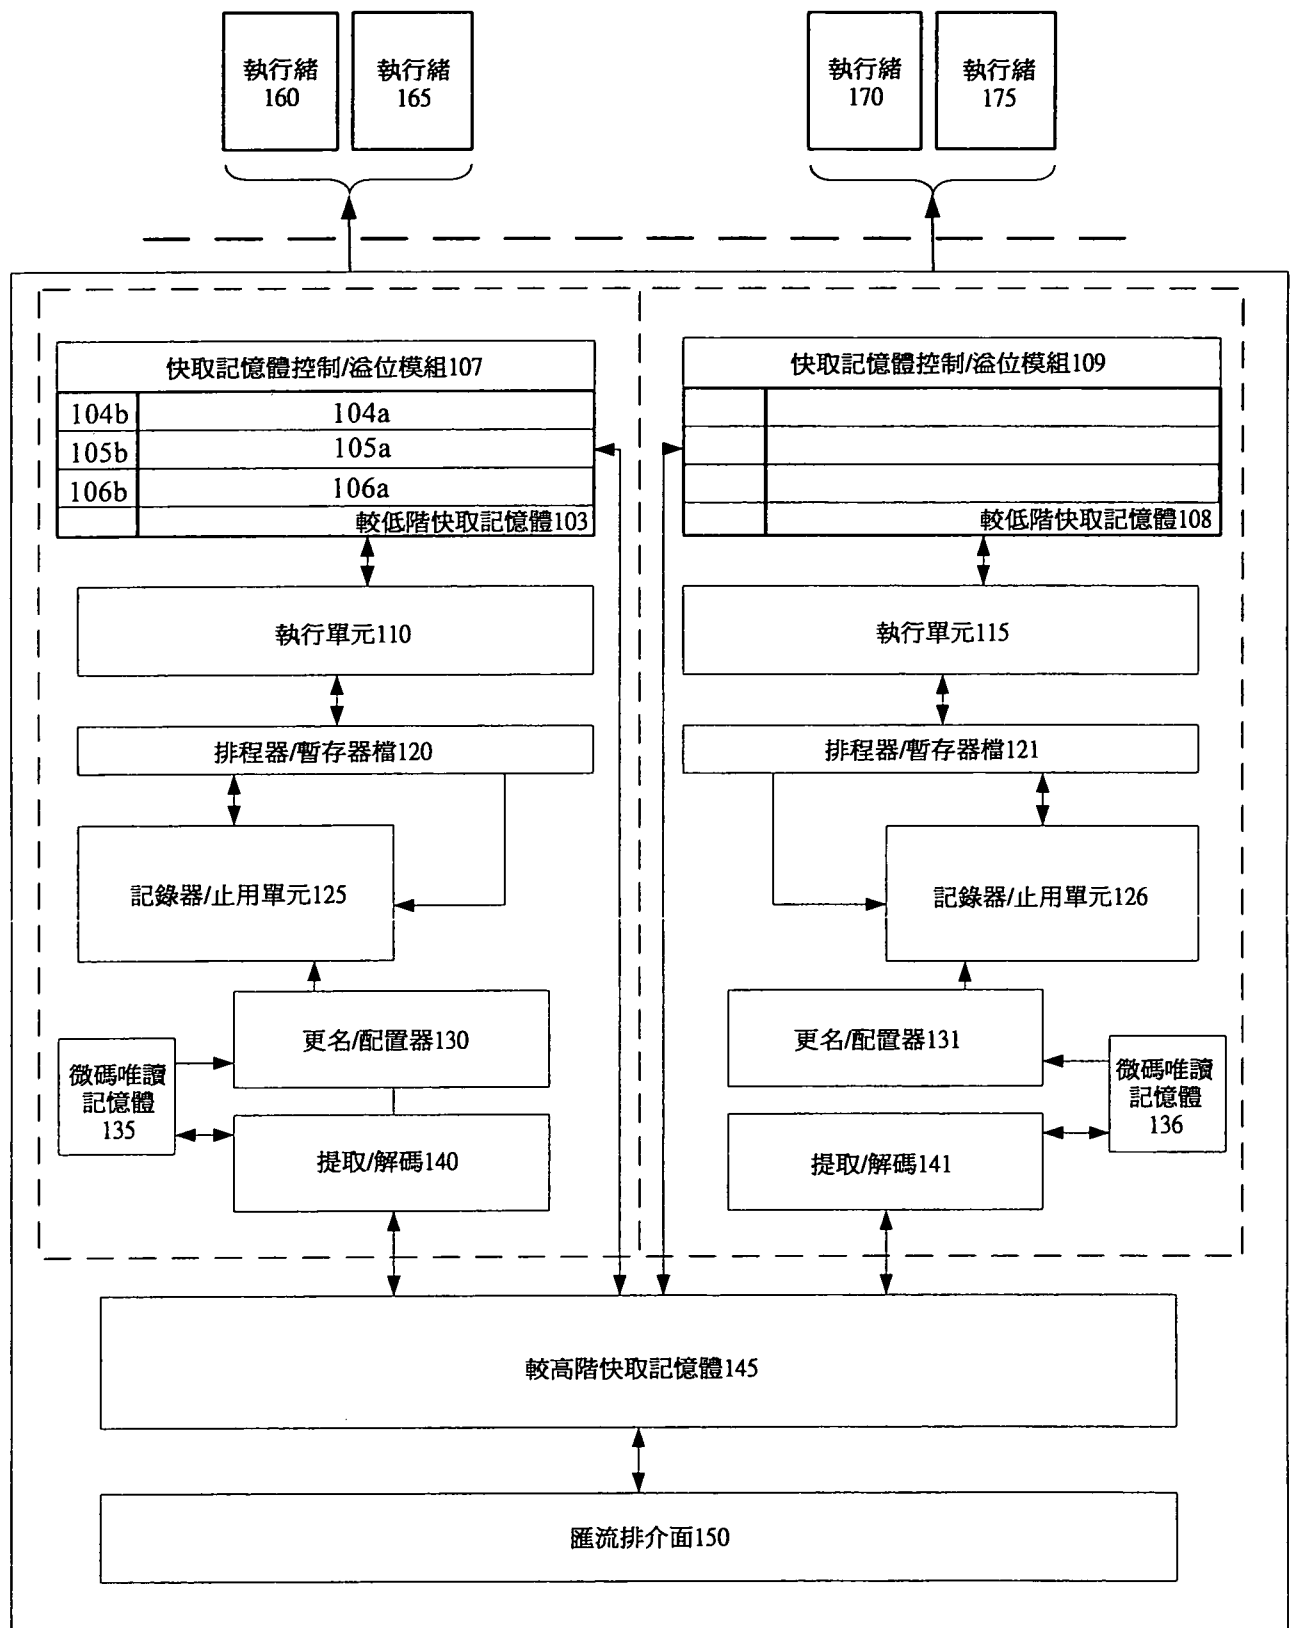 執行緒
160
執行緒
165
執行緒
170
執行緒
175
快取記憶體控制/溢位模組107
104b 104a
105b 105a
106b 106a
較低階快取記憶體103
快取記憶體控制/溢位模組109
較低階快取記憶體108
執行單元110
執行單元115
排程器/暫存器檔120
排程器/暫存器檔121
記錄器/止用單元125
記錄器/止用單元126
更名/配置器130
更名/配置器131
微碼唯讀
記憶體
135
微碼唯讀
記憶體
136
提取/解碼140
提取/解碼141
較高階快取記憶體145
匯流排介面150